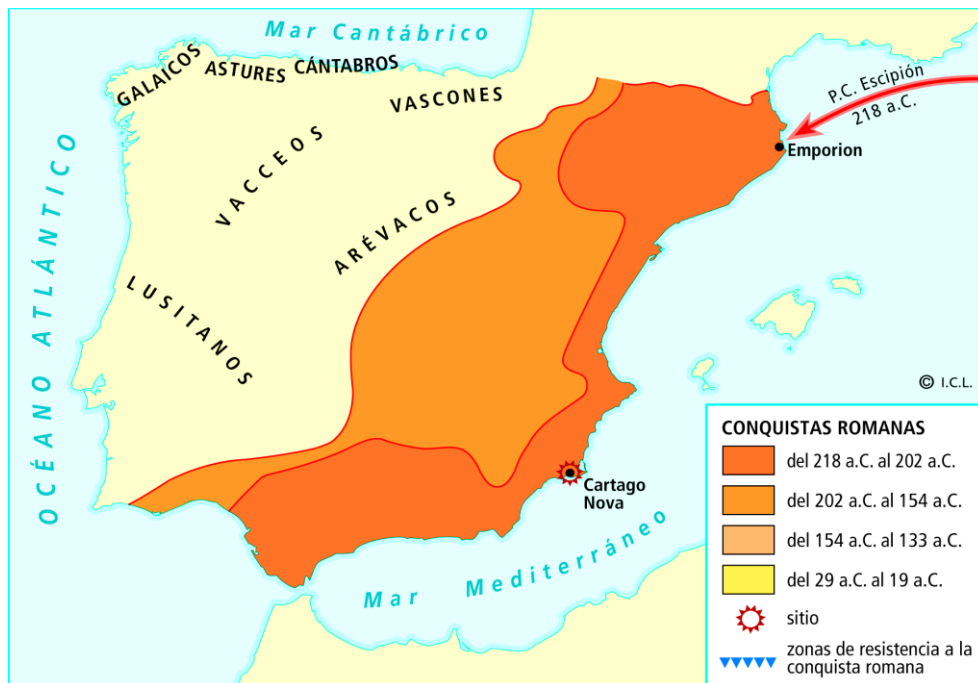 Mar Cantábrico
GALAICOS
ASTURES
CÁNTABROS
VASCONES
P.C. Escipión
218 a.C.
Emporion
VACCEOS
ARÉVACOS
LUSITANOS
OCÉANO ATLÁNTICO
© I.C.L.
Cartago
Nova
Mar Mediterráneo
CONQUISTAS ROMANAS
del 218 a.C. al 202 a.C.
del 202 a.C. al 154 a.C.
del 154 a.C. al 133 a.C.
del 29 a.C. al 19 a.C.
sitio
zonas de resistencia a la
conquista romana